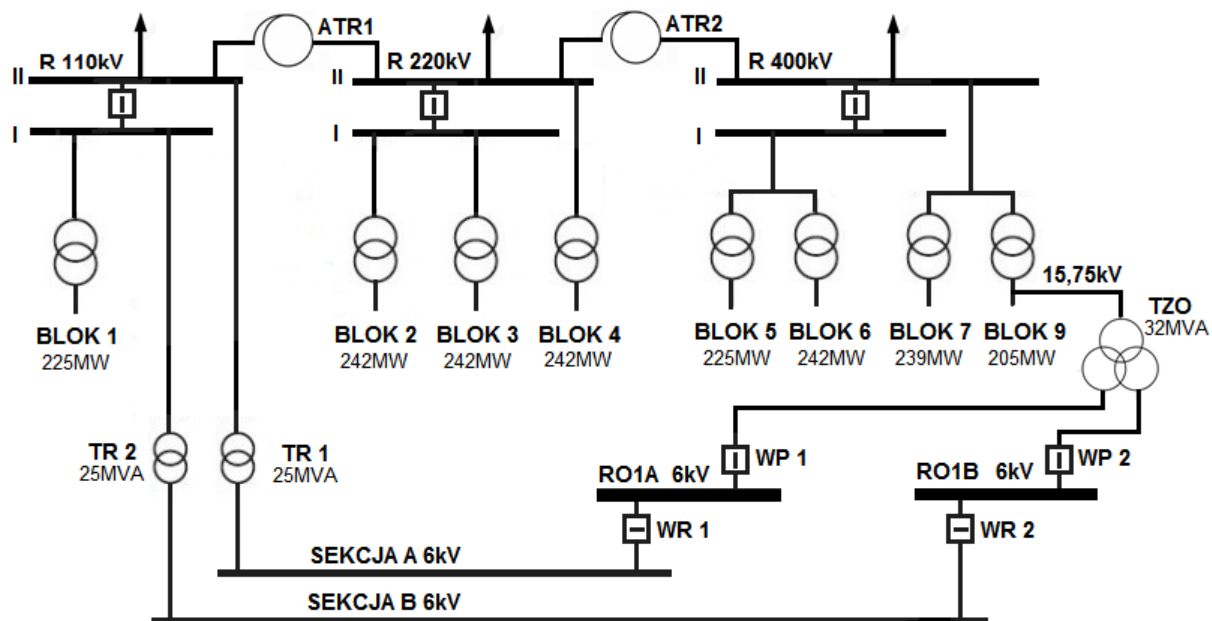 ATR1
ATR2
R 110kV
R 220kV
R 400kV
II
II
II
I
I
I
15,75kV
TZO
32MVA
BLOK 1
225MW
BLOK 2
242MW
BLOK 3
242MW
BLOK 4
242MW
BLOK 5
225MW
BLOK 6
242MW
BLOK 7
239MW
BLOK 9
205MW
TR 2
25MVA
TR 1
25MVA
WP 1
WP 2
RO1A 6kV
RO1B 6kV
WR 1
WR 2
SEKCJA A 6kV
SEKCJA B 6kV